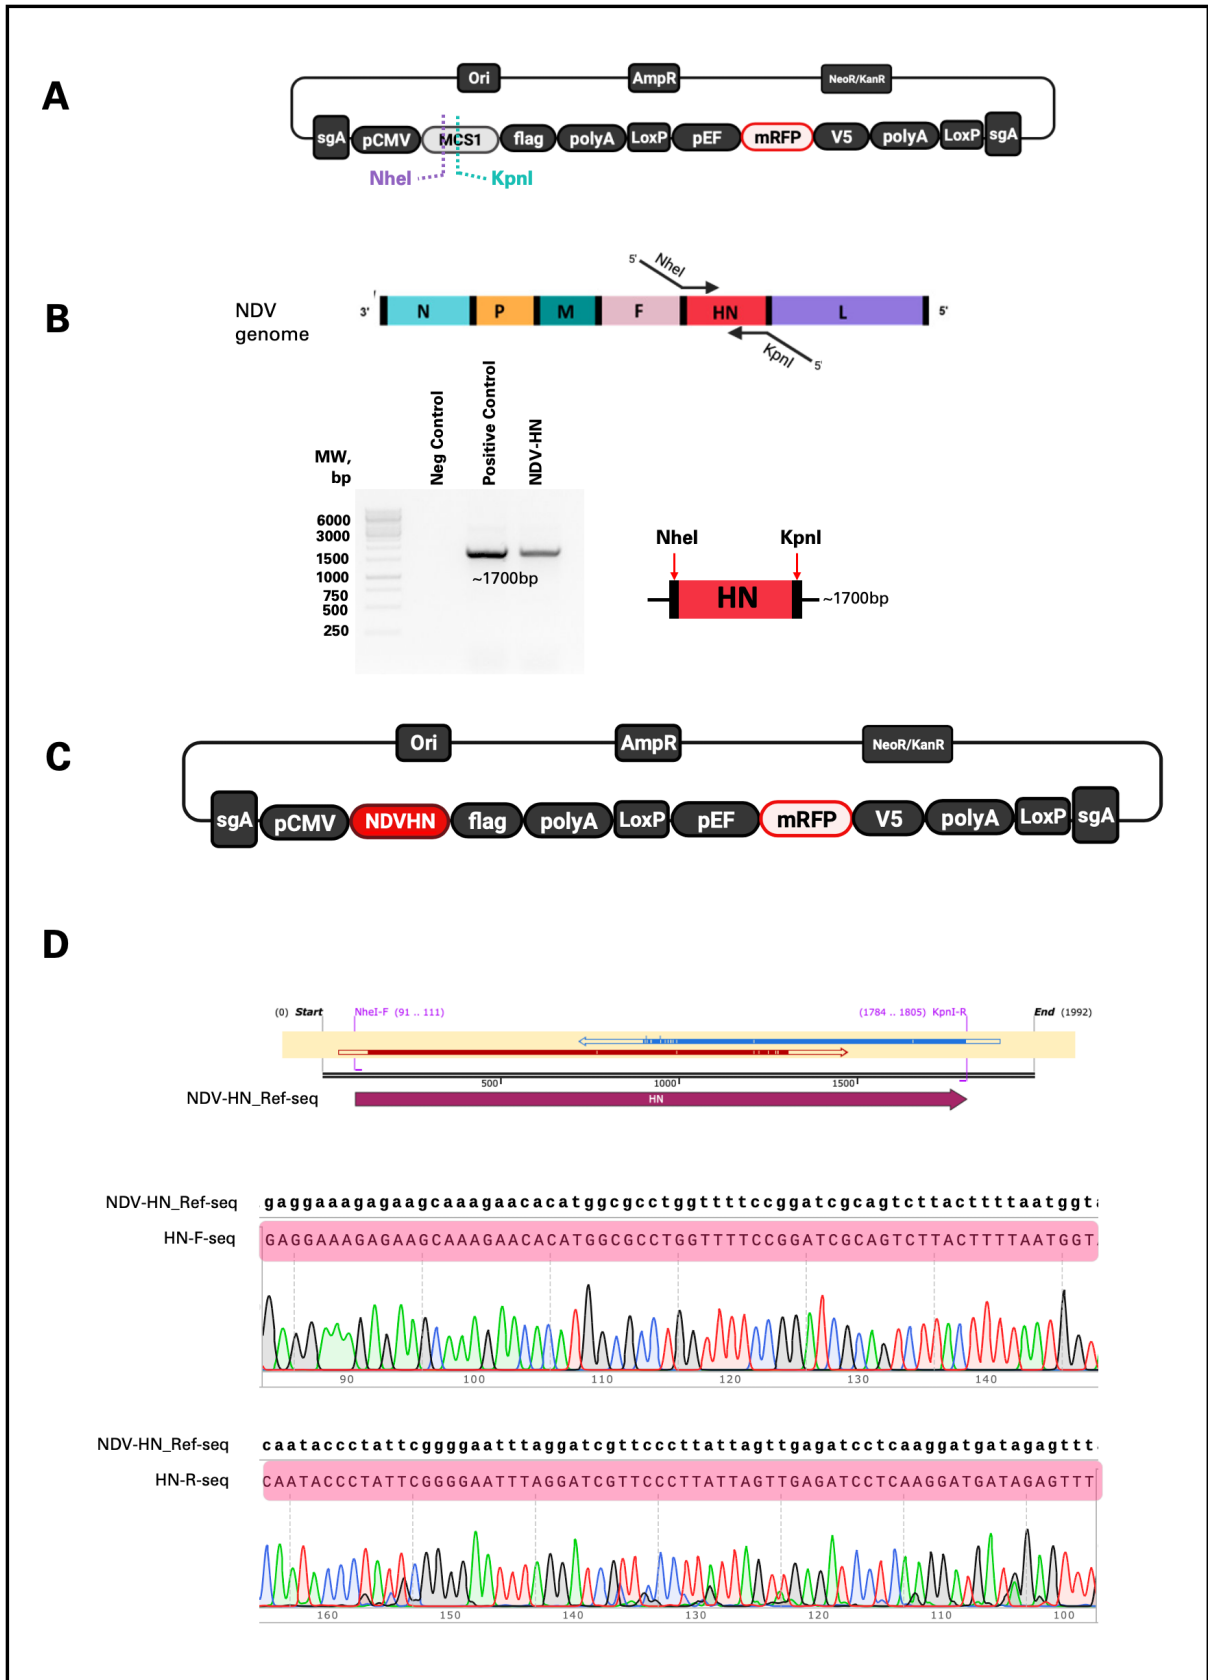 A
Ori
AmpR
NeoR/KanR
sgA
pCMV
MCS1
flag
polyA
LoxP
pEF
mRFP
V5
polyA
LoxP
sgA
NheI
KpnI
B
NDV
genome
5'
NheI
3'
N
P
M
F
HN
L
5'
KpnI
5'
MW,
bp
Neg Control
Positive Control
NDV-HN
6000
3000
1500
1000
750
500
250
~1700bp
NheI
KpnI
HN
~1700bp
C
Ori
AmpR
NeoR/KanR
sgA
pCMV
NDVHN
flag
polyA
LoxP
pEF
mRFP
V5
polyA
LoxP
sgA
D
(0) Start
NheI-F (91 .. 111)
(1784 .. 1805) KpnI-R
End (1992)
500
1000
1500
NDV-HN_Ref-seq
HN
NDV-HN_Ref-seq
gaggaaagagaagcaaagaacacatggcgcctggttttccggatcgcagtcttacttttaatggt
HN-F-seq
GAGGAAAGAGAAGCAAAGAACACATGGCGCCTGGTTTTCCGGATCGCAGTCTTACTTTTAATGGT
90 100 110 120 130 140
NDV-HN_Ref-seq
caataccctattcggggaatttaggatcgttcccttattagttgagatcctcaaggatgatagagttt
HN-R-seq
CAATACCCTATTCGGGGAATTTAGGATCGTTCCCTTATTAGTTGAGATCCTCAAGGATGATAGAGTTT
160 150 140 130 120 110 100